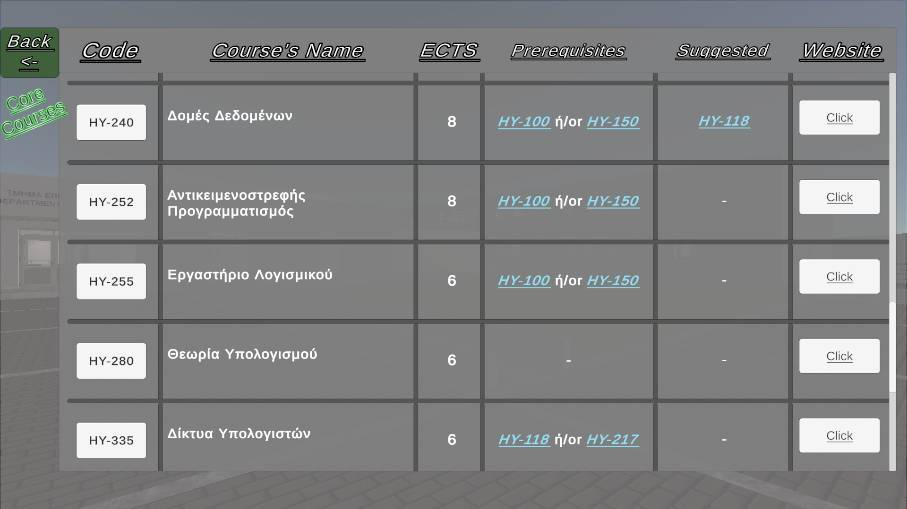 Back
<-
Code Course's Name ECTS Prerequisites Suggested Website
Core
Courses
HY-240 Δομές Δεδομένων 8 HY-100 ή/or HY-150 HY-118 Click
HY-252 Αντικειμενοστρεφής
Προγραμματισμός 8 HY-100 ή/or HY-150 - Click
HY-255 Εργαστήριο Λογισμικού 6 HY-100 ή/or HY-150 - Click
HY-280 Θεωρία Υπολογισμού 6 - - Click
HY-335 Δίκτυα Υπολογιστών 6 HY-118 ή/or HY-217 - Click